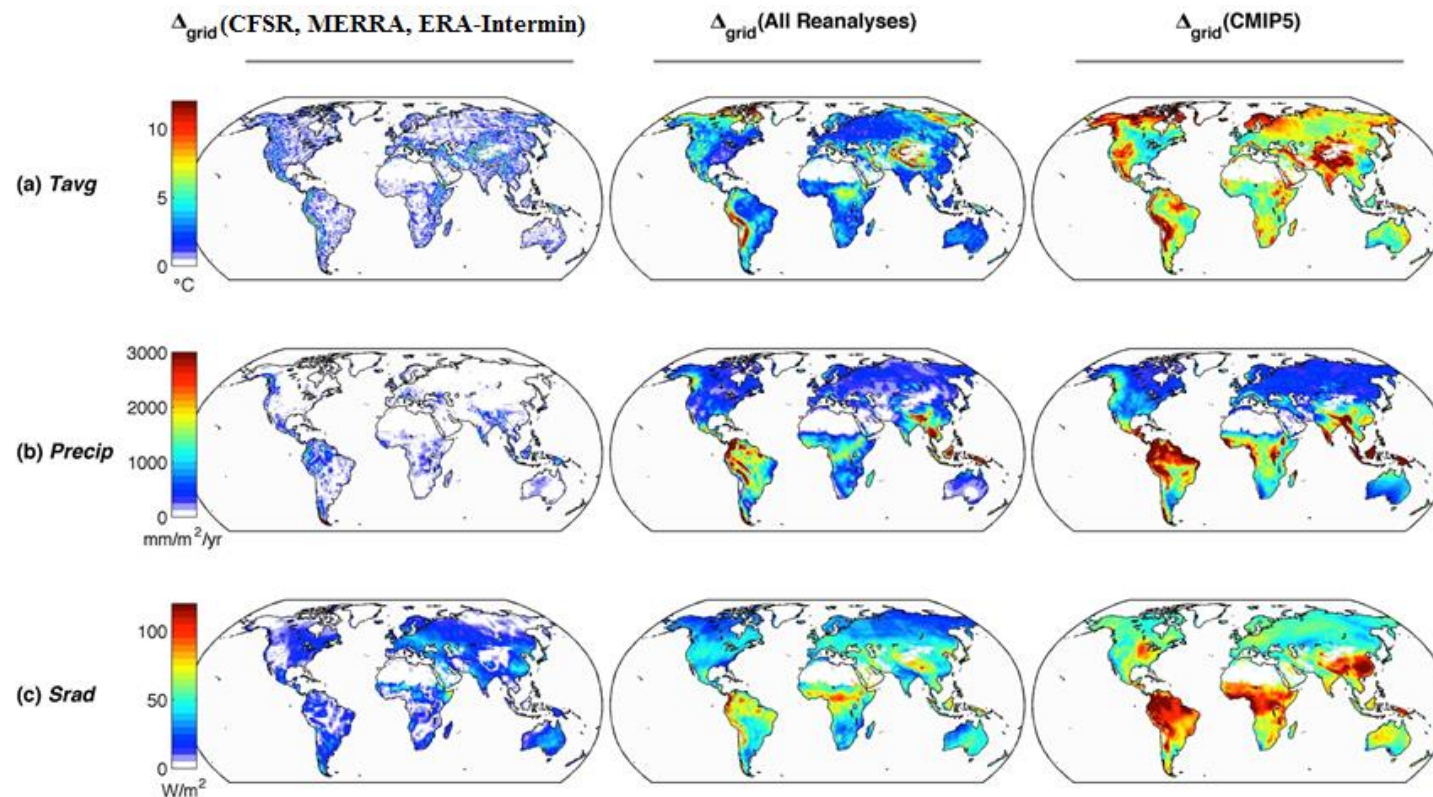 Δgrid(CFSR, MERRA, ERA-Intermin)
Δgrid(All Reanalyses)
Δgrid(CMIP5)
(a) Tavg
10
5
0
°C
(b) Precip
3000
2000
1000
0
mm/m²/yr
(c) Srad
100
50
0
W/m²